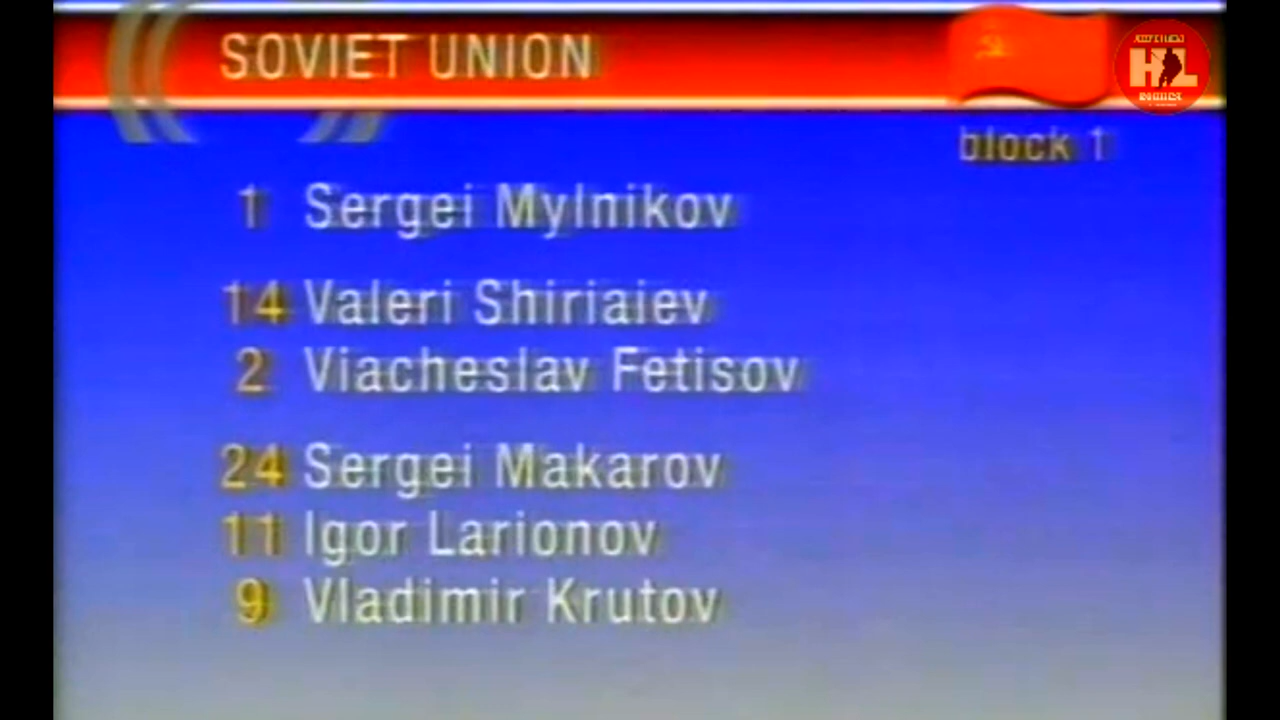 SOVIET UNION
HL
block 1
1 Sergei Mylnikov
14 Valeri Shiriaiev
2 Viacheslav Fetisov
24 Sergei Makarov
11 Igor Larionov
9 Vladimir Krutov